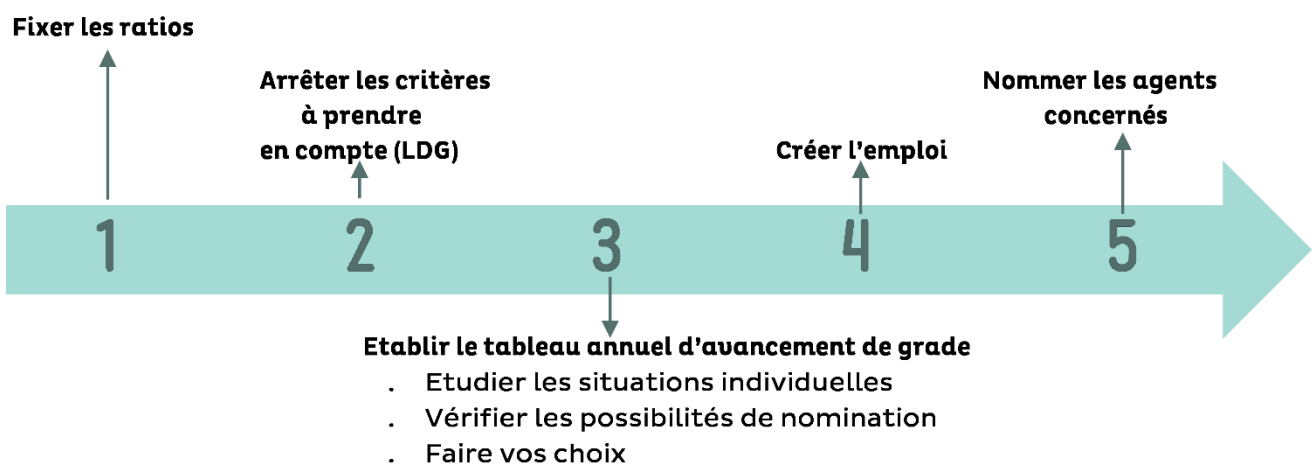 Fixer les ratios
Arrêter les critères
à prendre
en compte (LDG)
Nommer les agents
concernés
Créer l'emploi
1 2 3 4 5
Etablir le tableau annuel d'avancement de grade
. Etudier les situations individuelles
. Vérifier les possibilités de nomination
. Faire vos choix